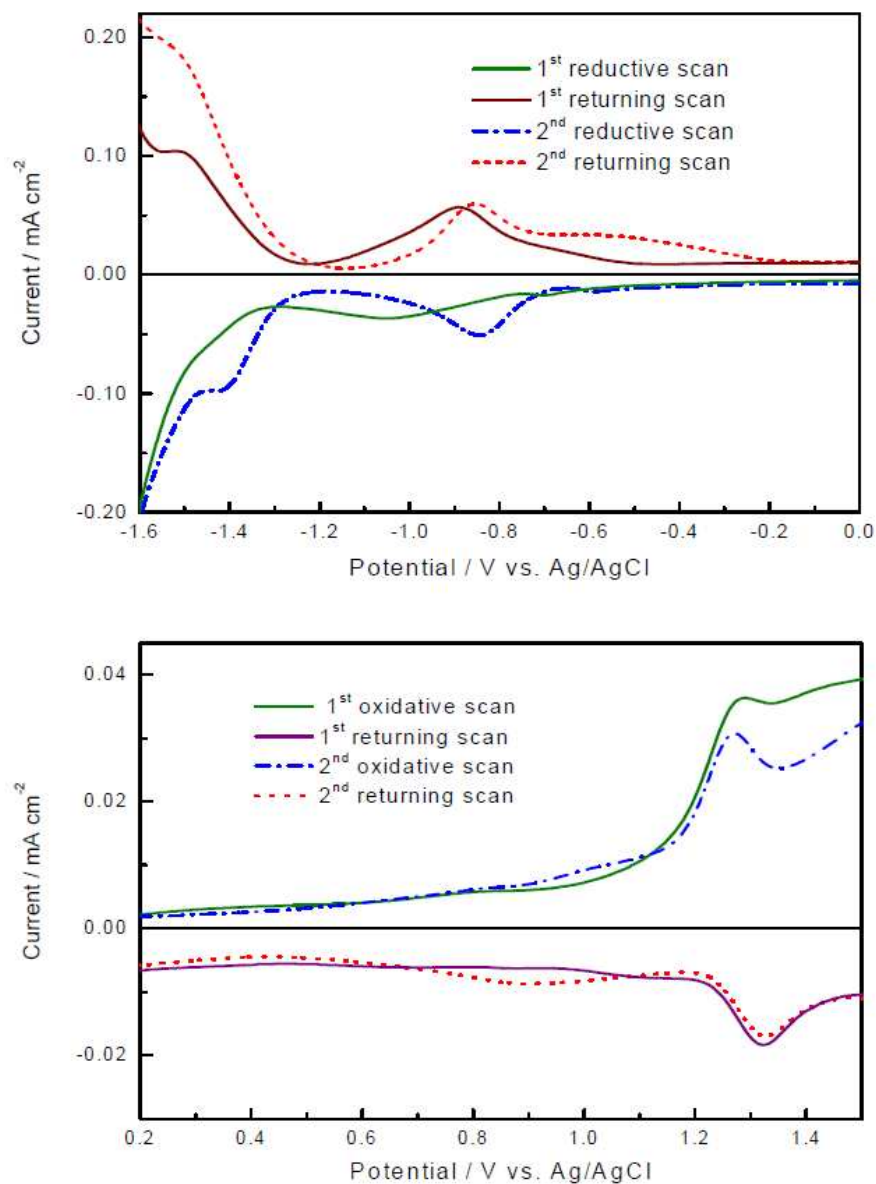 0.20
0.10
0.00
-0.10
-0.20
Current / mA cm-2
1st reductive scan
1st returning scan
2nd reductive scan
2nd returning scan
-1.6 -1.4 -1.2 -1.0 -0.8 -0.6 -0.4 -0.2 0.0
Potential / V vs. Ag/AgCl
0.04
0.02
0.00
-0.02
Current / mA cm-2
1st oxidative scan
1st returning scan
2nd oxidative scan
2nd returning scan
0.2 0.4 0.6 0.8 1.0 1.2 1.4
Potential / V vs. Ag/AgCl